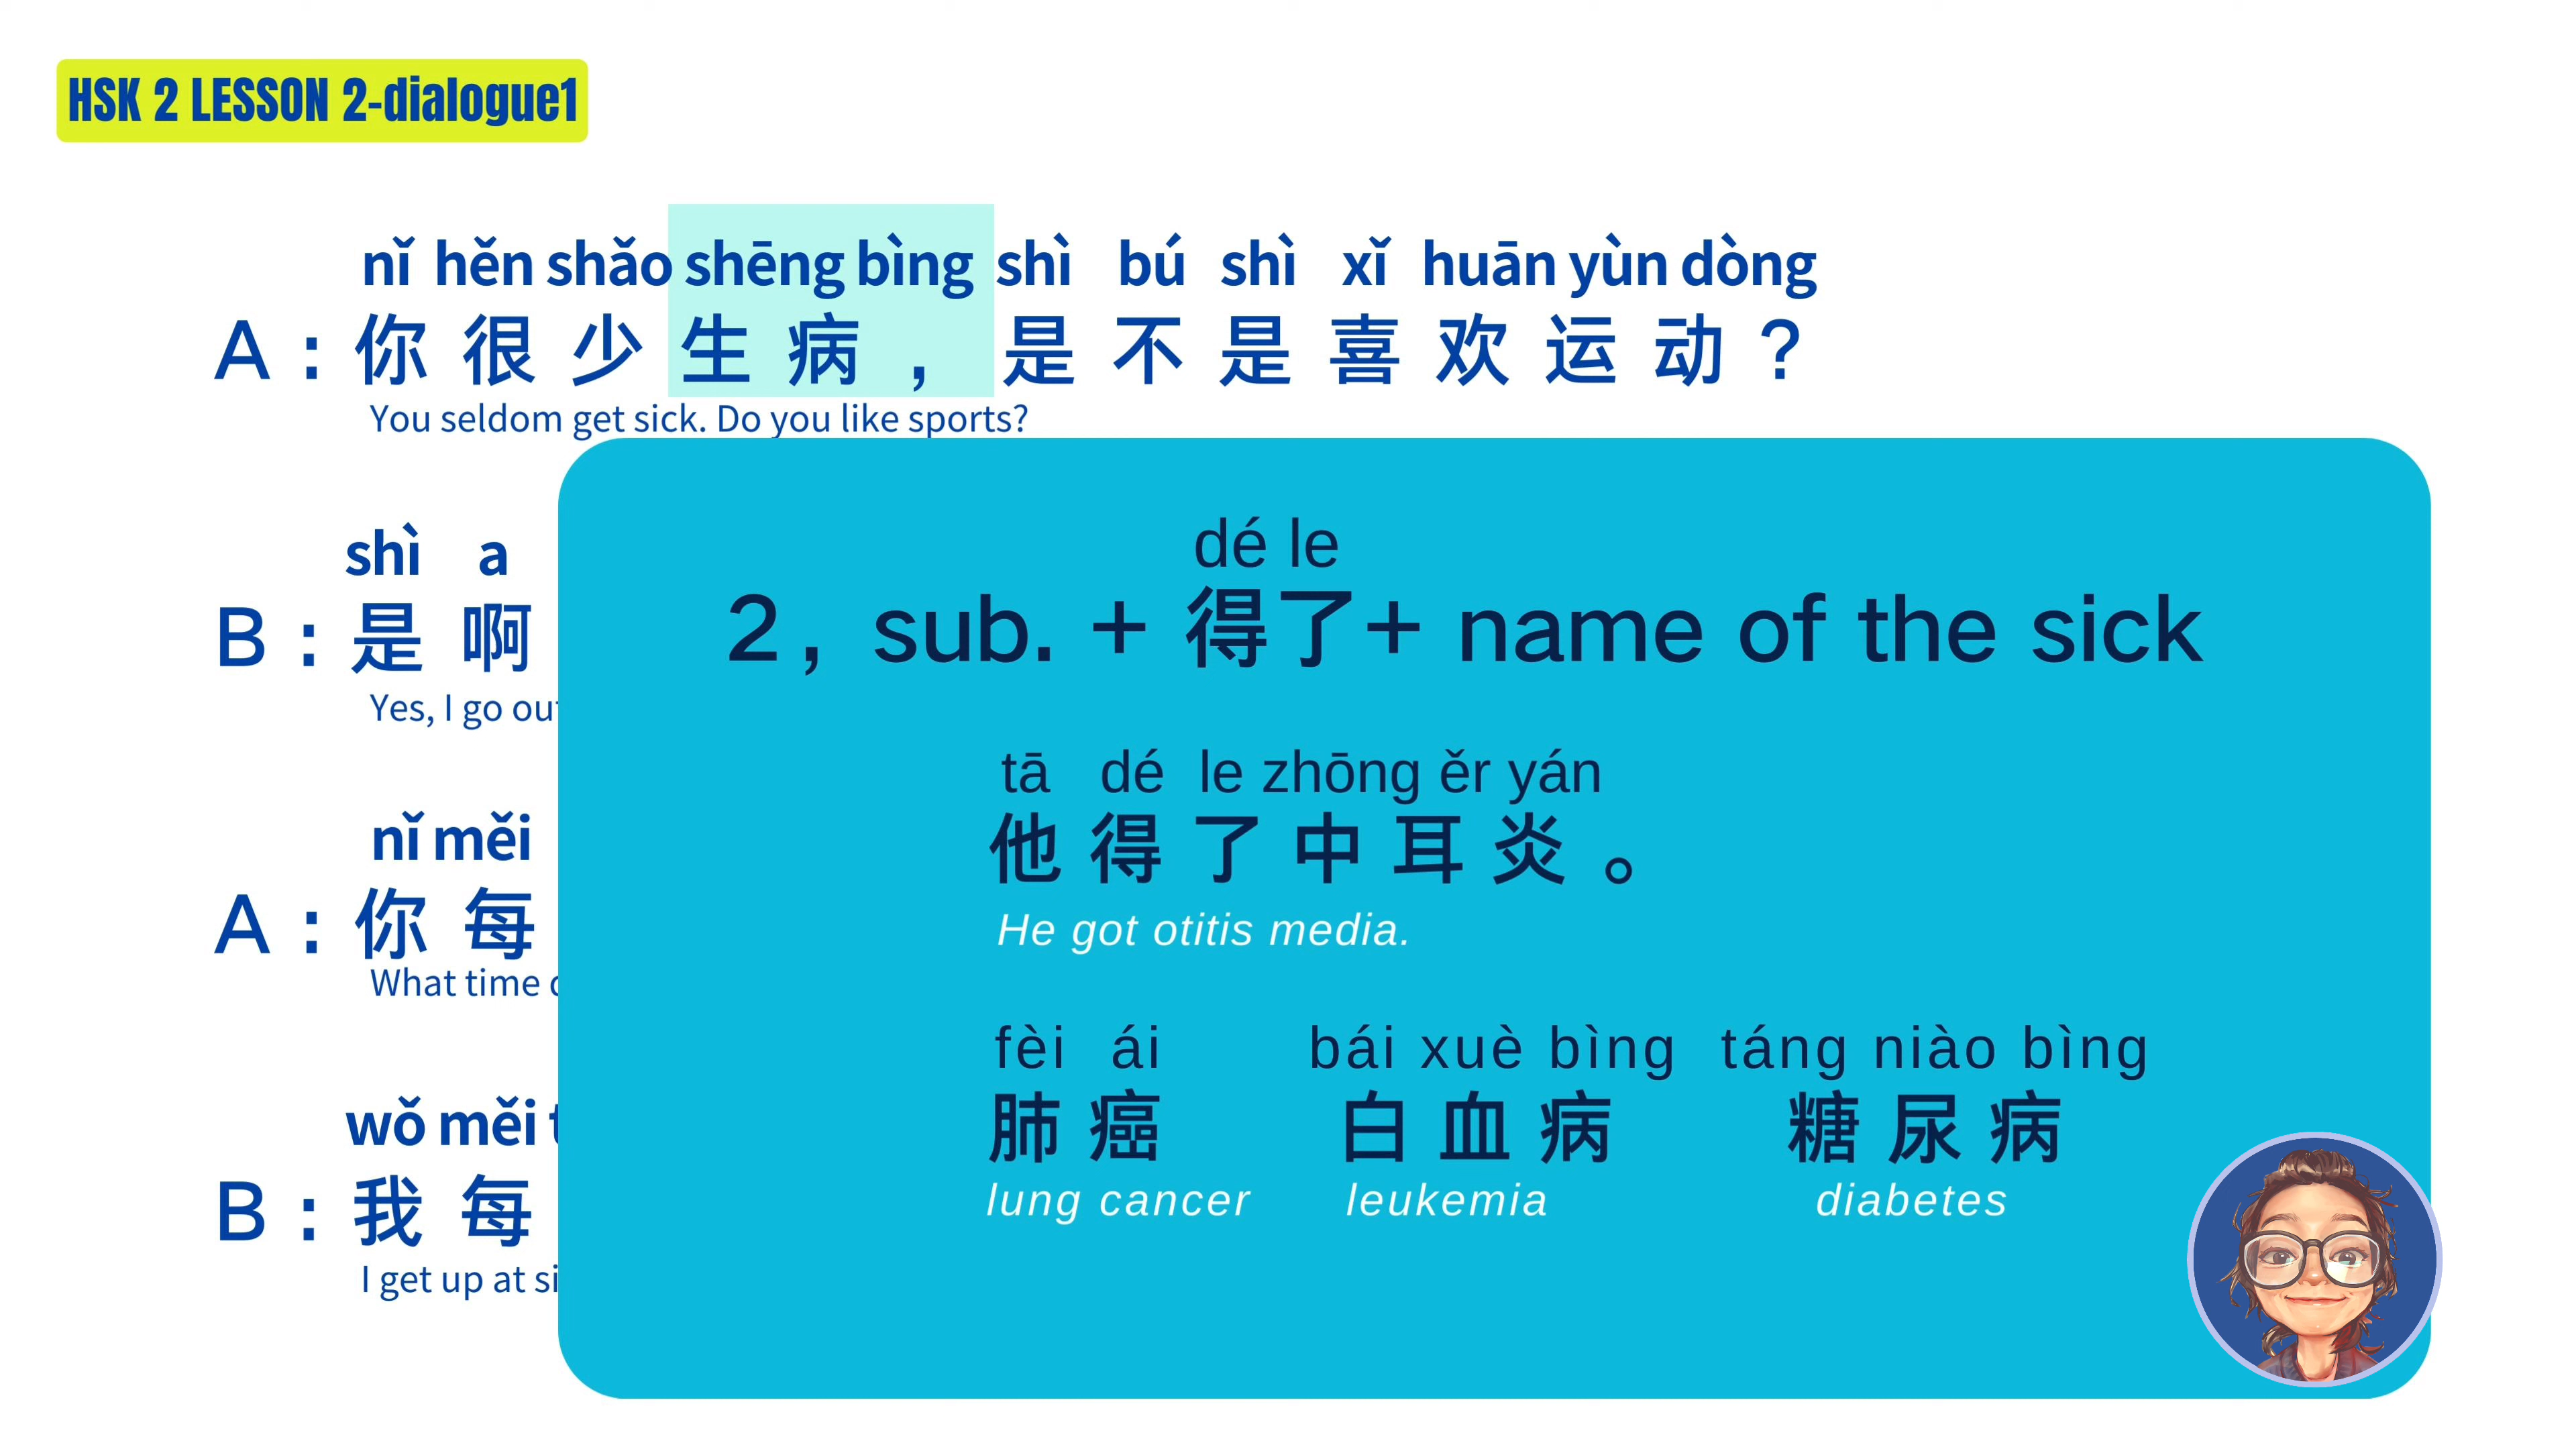 HSK 2 LESSON 2-dialogue1
nǐ hěn shǎo shēng bìng shì bú shì xǐ huān yùn dòng
A：你很少生病，是不是喜欢运动？
You seldom get sick. Do you like sports?
shì a
B：是啊
Yes, I go out
nǐ měi
A：你每
What time
wǒ měi
B：我每
I get up at
dé le
2，sub. + 得了+ name of the sick
tā dé le zhōng ěr yán
他得了中耳炎。
He got otitis media.
fèi ái bái xuè bìng táng niào bìng
肺癌 白血病 糖尿病
lung cancer leukemia diabetes